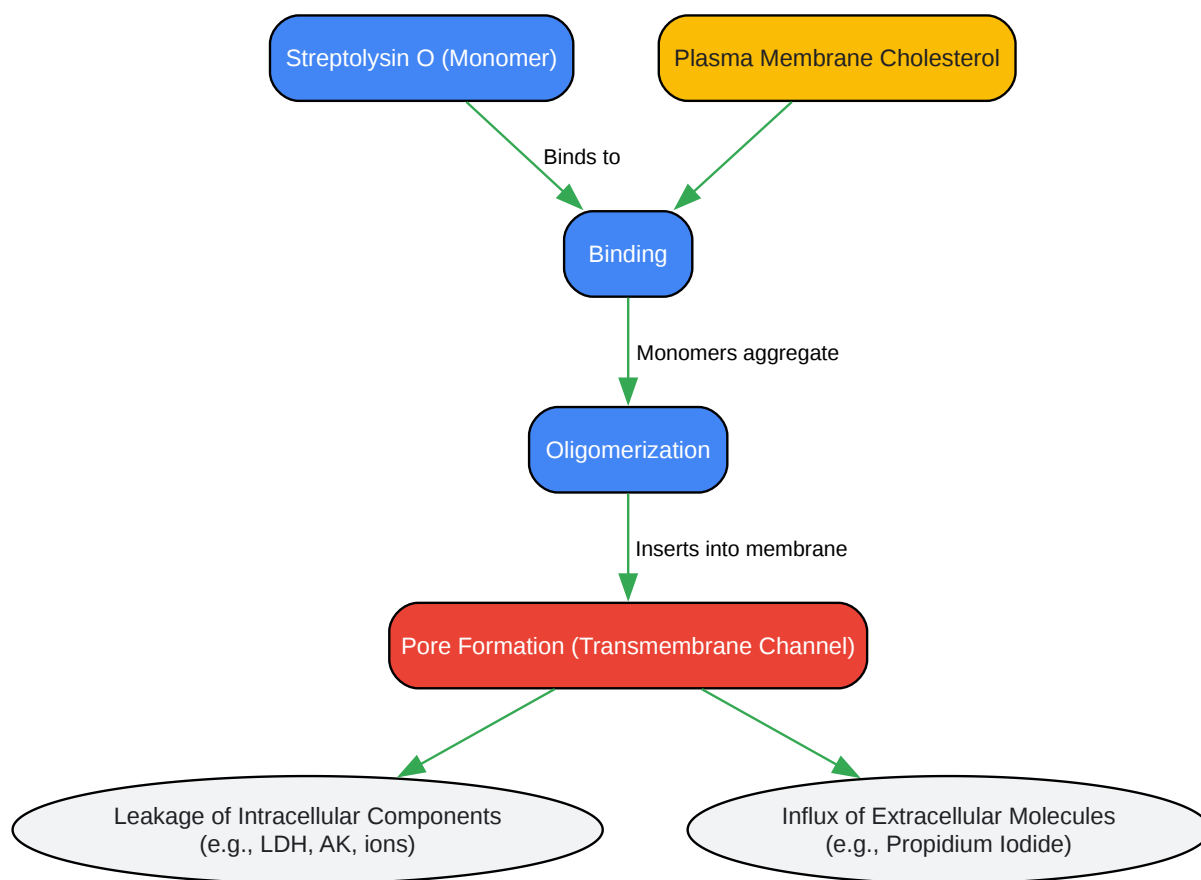 Streptolysin O (Monomer)
Plasma Membrane Cholesterol
Binds to
Binding
Monomers aggregate
Oligomerization
Inserts into membrane
Pore Formation (Transmembrane Channel)
Leakage of Intracellular Components
(e.g., LDH, AK, ions)
Influx of Extracellular Molecules
(e.g., Propidium Iodide)